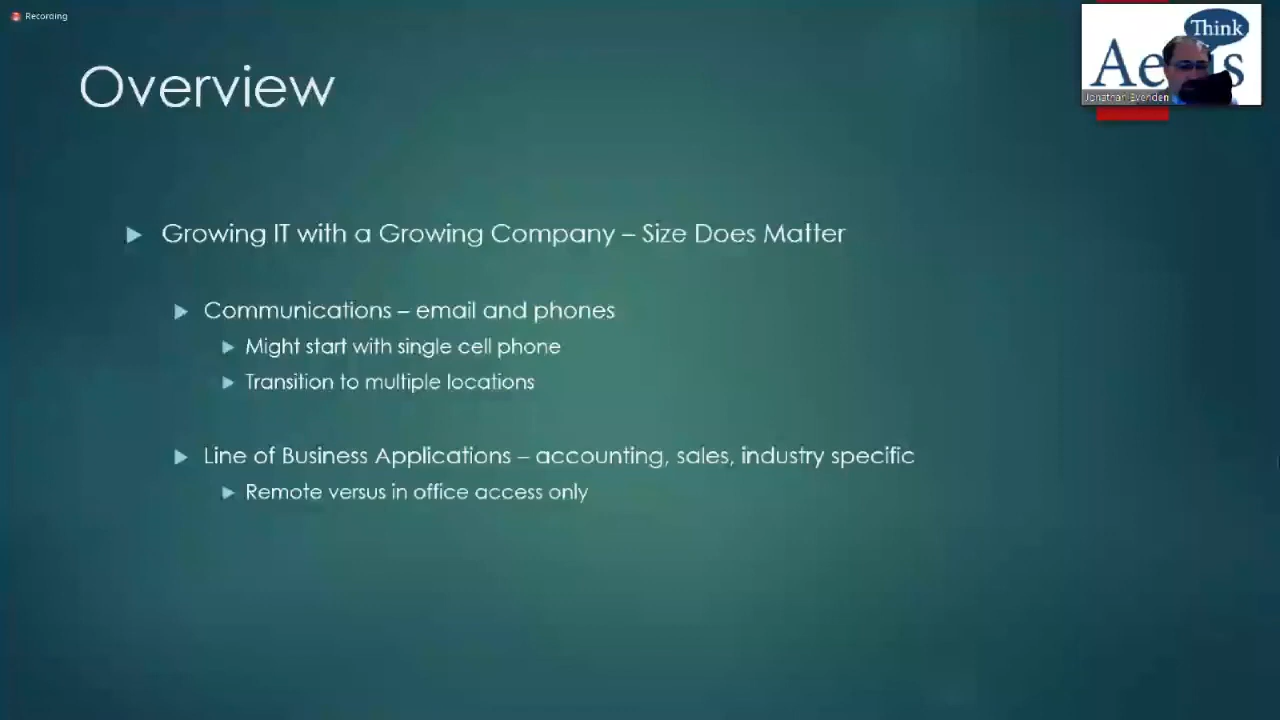 Recording
Think
Jonathan Everiden
Overview
Growing IT with a Growing Company – Size Does Matter
Communications – email and phones
Might start with single cell phone
Transition to multiple locations
Line of Business Applications – accounting, sales, industry specific
Remote versus in office access only